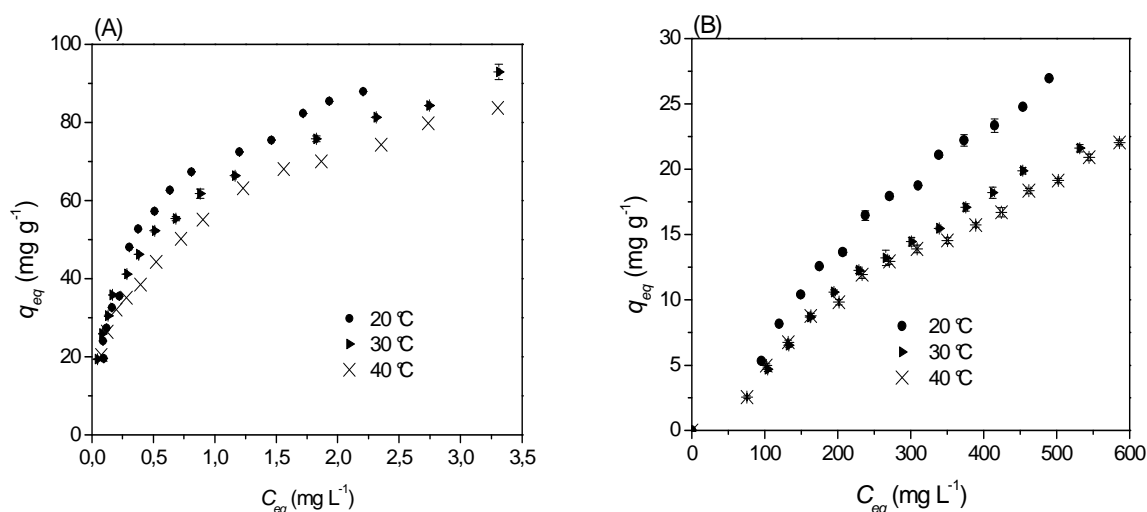 (A)
100
80
60
40
20
0
q_eq (mg g⁻¹)
20 °C
30 °C
40 °C
0,0 0,5 1,0 1,5 2,0 2,5 3,0 3,5
C_eq (mg L⁻¹)
(B)
30
25
20
15
10
5
0
q_eq (mg g⁻¹)
20 °C
30 °C
40 °C
0 100 200 300 400 500 600
C_eq (mg L⁻¹)